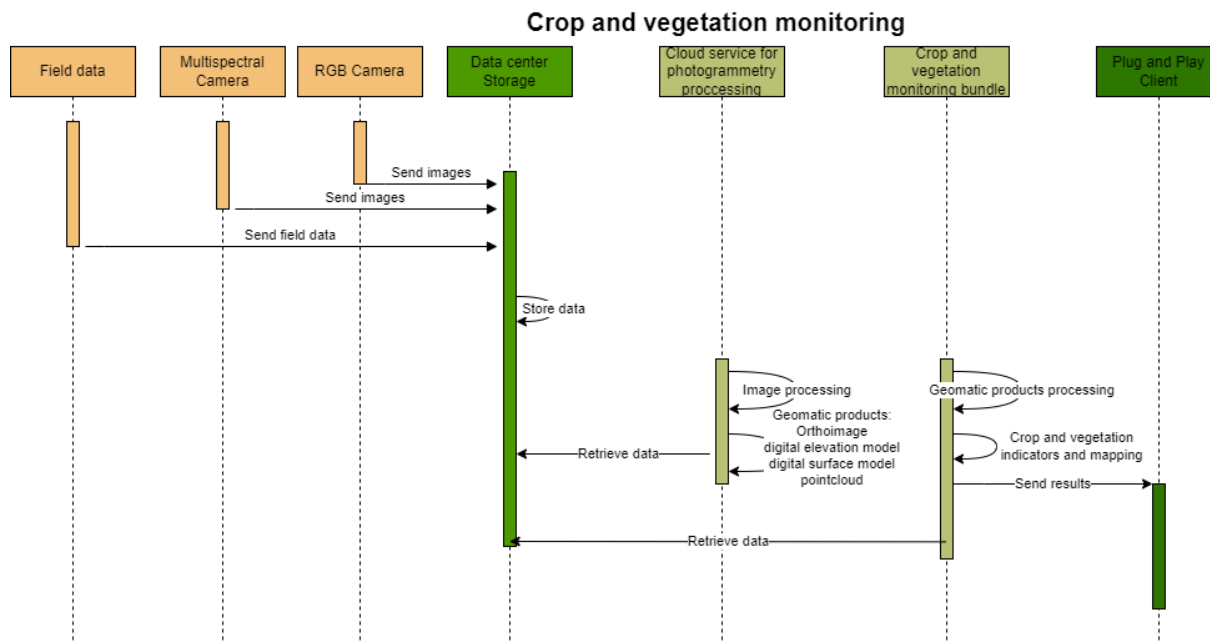 Crop and vegetation monitoring
Field data
Multispectral
Camera
RGB Camera
Data center
Storage
Cloud service for
photogrammetry
proccessing
Crop and
vegetation
monitoring bundle
Plug and Play
Client
Send images
Send images
Send field data
Store data
Image processing
Geomatic products processing
Geomatic products:
Orthoimage
digital elevation model
digital surface model
pointcloud
Crop and vegetation
indicators and mapping
Retrieve data
Send results
Retrieve data